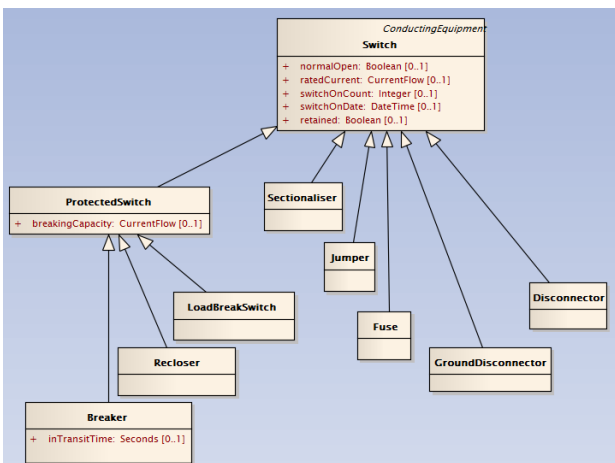 ConductingEquipment
Switch
+ normalOpen: Boolean [0..1]
+ ratedCurrent: CurrentFlow [0..1]
+ switchOnCount: Integer [0..1]
+ switchOnDate: DateTime [0..1]
+ retained: Boolean [0..1]
ProtectedSwitch
+ breakingCapacity: CurrentFlow [0..1]
Sectionaliser
Jumper
LoadBreakSwitch
Disconnector
Fuse
Recloser
GroundDisconnector
Breaker
+ inTransitTime: Seconds [0..1]